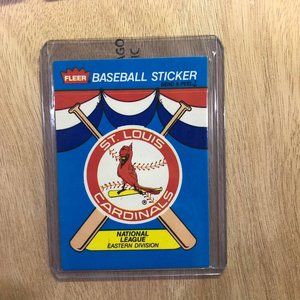 FLEER BASEBALL STICKER
ST. LOUIS
CARDINALS
®
NATIONAL
LEAGUE
EASTERN DIVISION